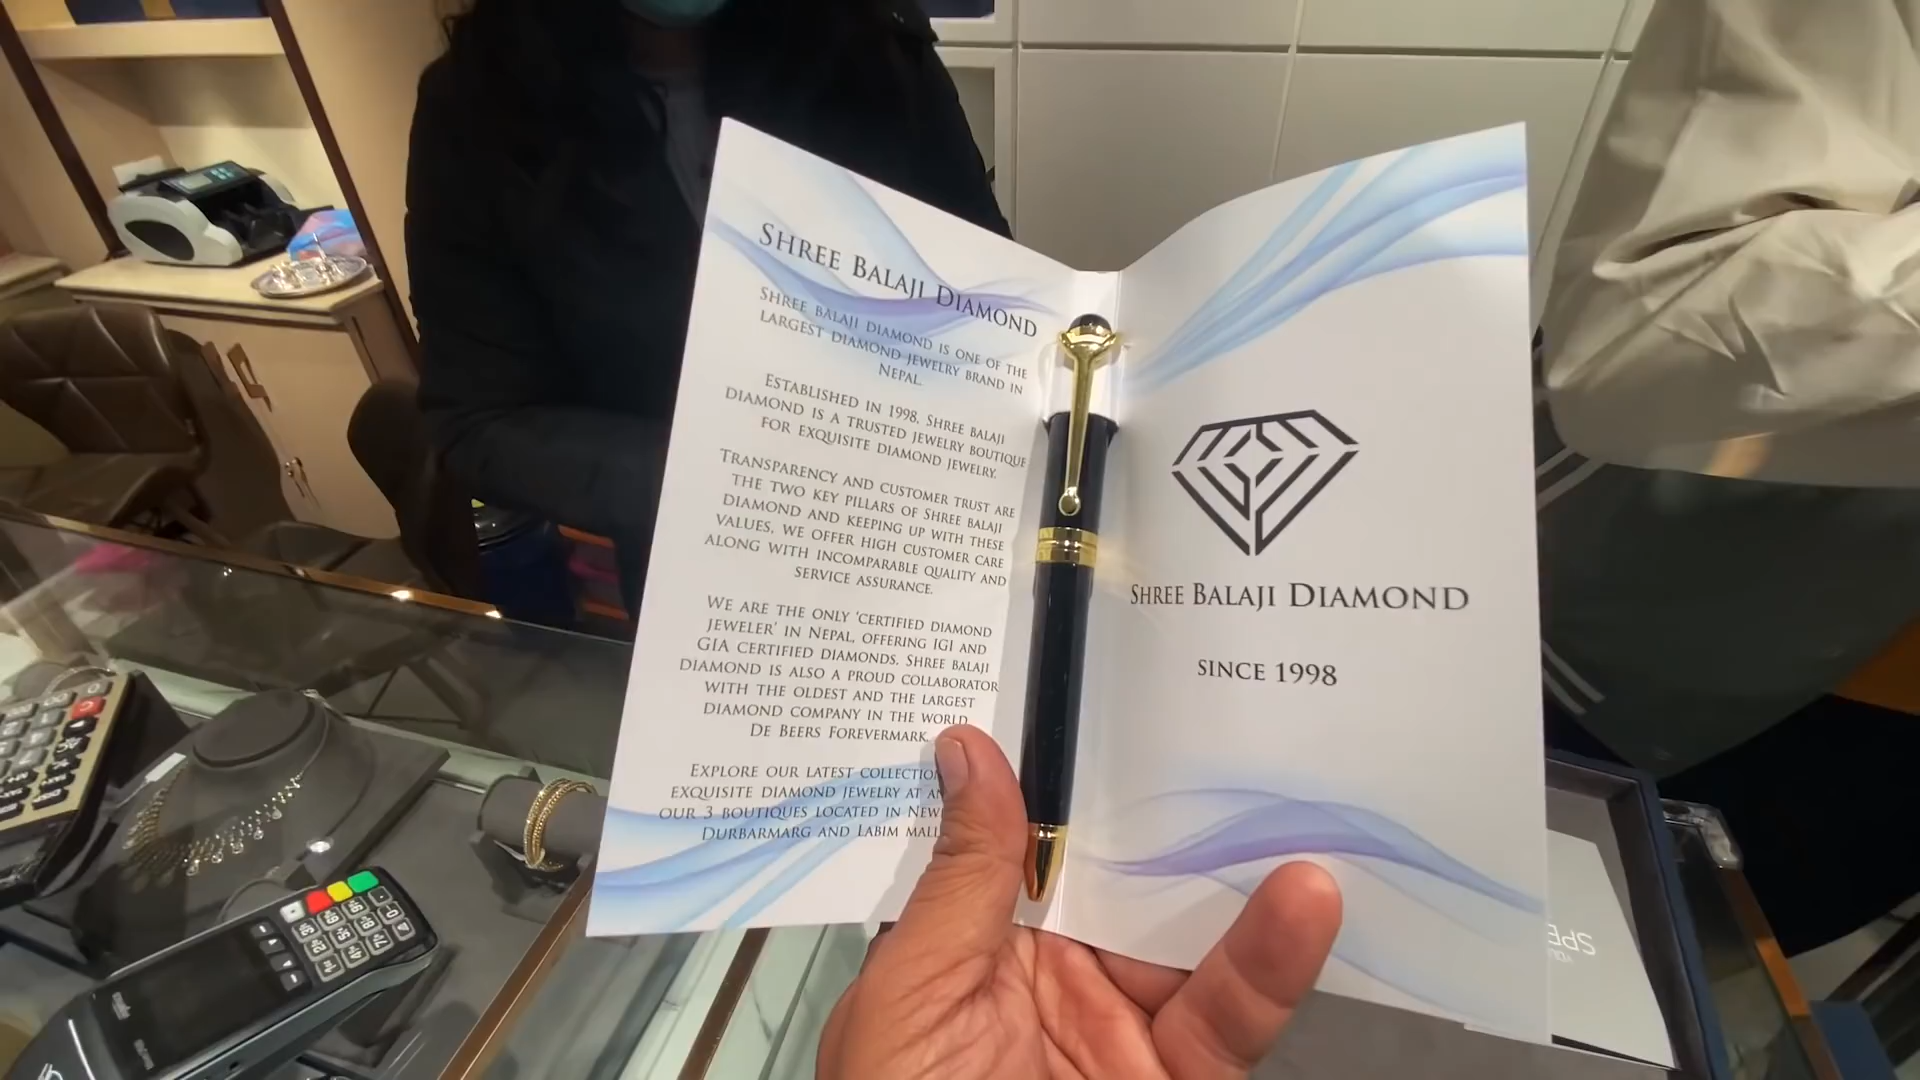 SHREE BALAJI DIAMOND
SHREE BALAJI DIAMOND IS ONE OF THE
LARGEST DIAMOND JEWELRY BRAND IN
NEPAL.
ESTABLISHED IN 1998, SHREE BALAJI
DIAMOND IS A TRUSTED JEWELRY BOUTIQUE
FOR EXQUISITE DIAMOND JEWELRY.
TRANSPARENCY AND CUSTOMER TRUST ARE
THE TWO KEY PILLARS OF SHREE BALAJI
DIAMOND AND KEEPING UP WITH THESE
VALUES, WE OFFER HIGH CUSTOMER CARE
ALONG WITH INCOMPARABLE QUALITY AND
SERVICE ASSURANCE.
WE ARE THE ONLY 'CERTIFIED DIAMOND
JEWELER' IN NEPAL, OFFERING IGI AND
GIA CERTIFIED DIAMONDS. SHREE BALAJI
DIAMOND IS ALSO A PROUD COLLABORATOR
WITH THE OLDEST AND THE LARGEST
DIAMOND COMPANY IN THE WORLD
DE BEERS FOREVERMARK.
EXPLORE OUR LATEST COLLECTION
EXQUISITE DIAMOND JEWELRY AT
OUR 3 BOUTIQUES LOCATED IN NEW
DURBARMARG AND LABIM MALL
SHREE BALAJI DIAMOND
SINCE 1998